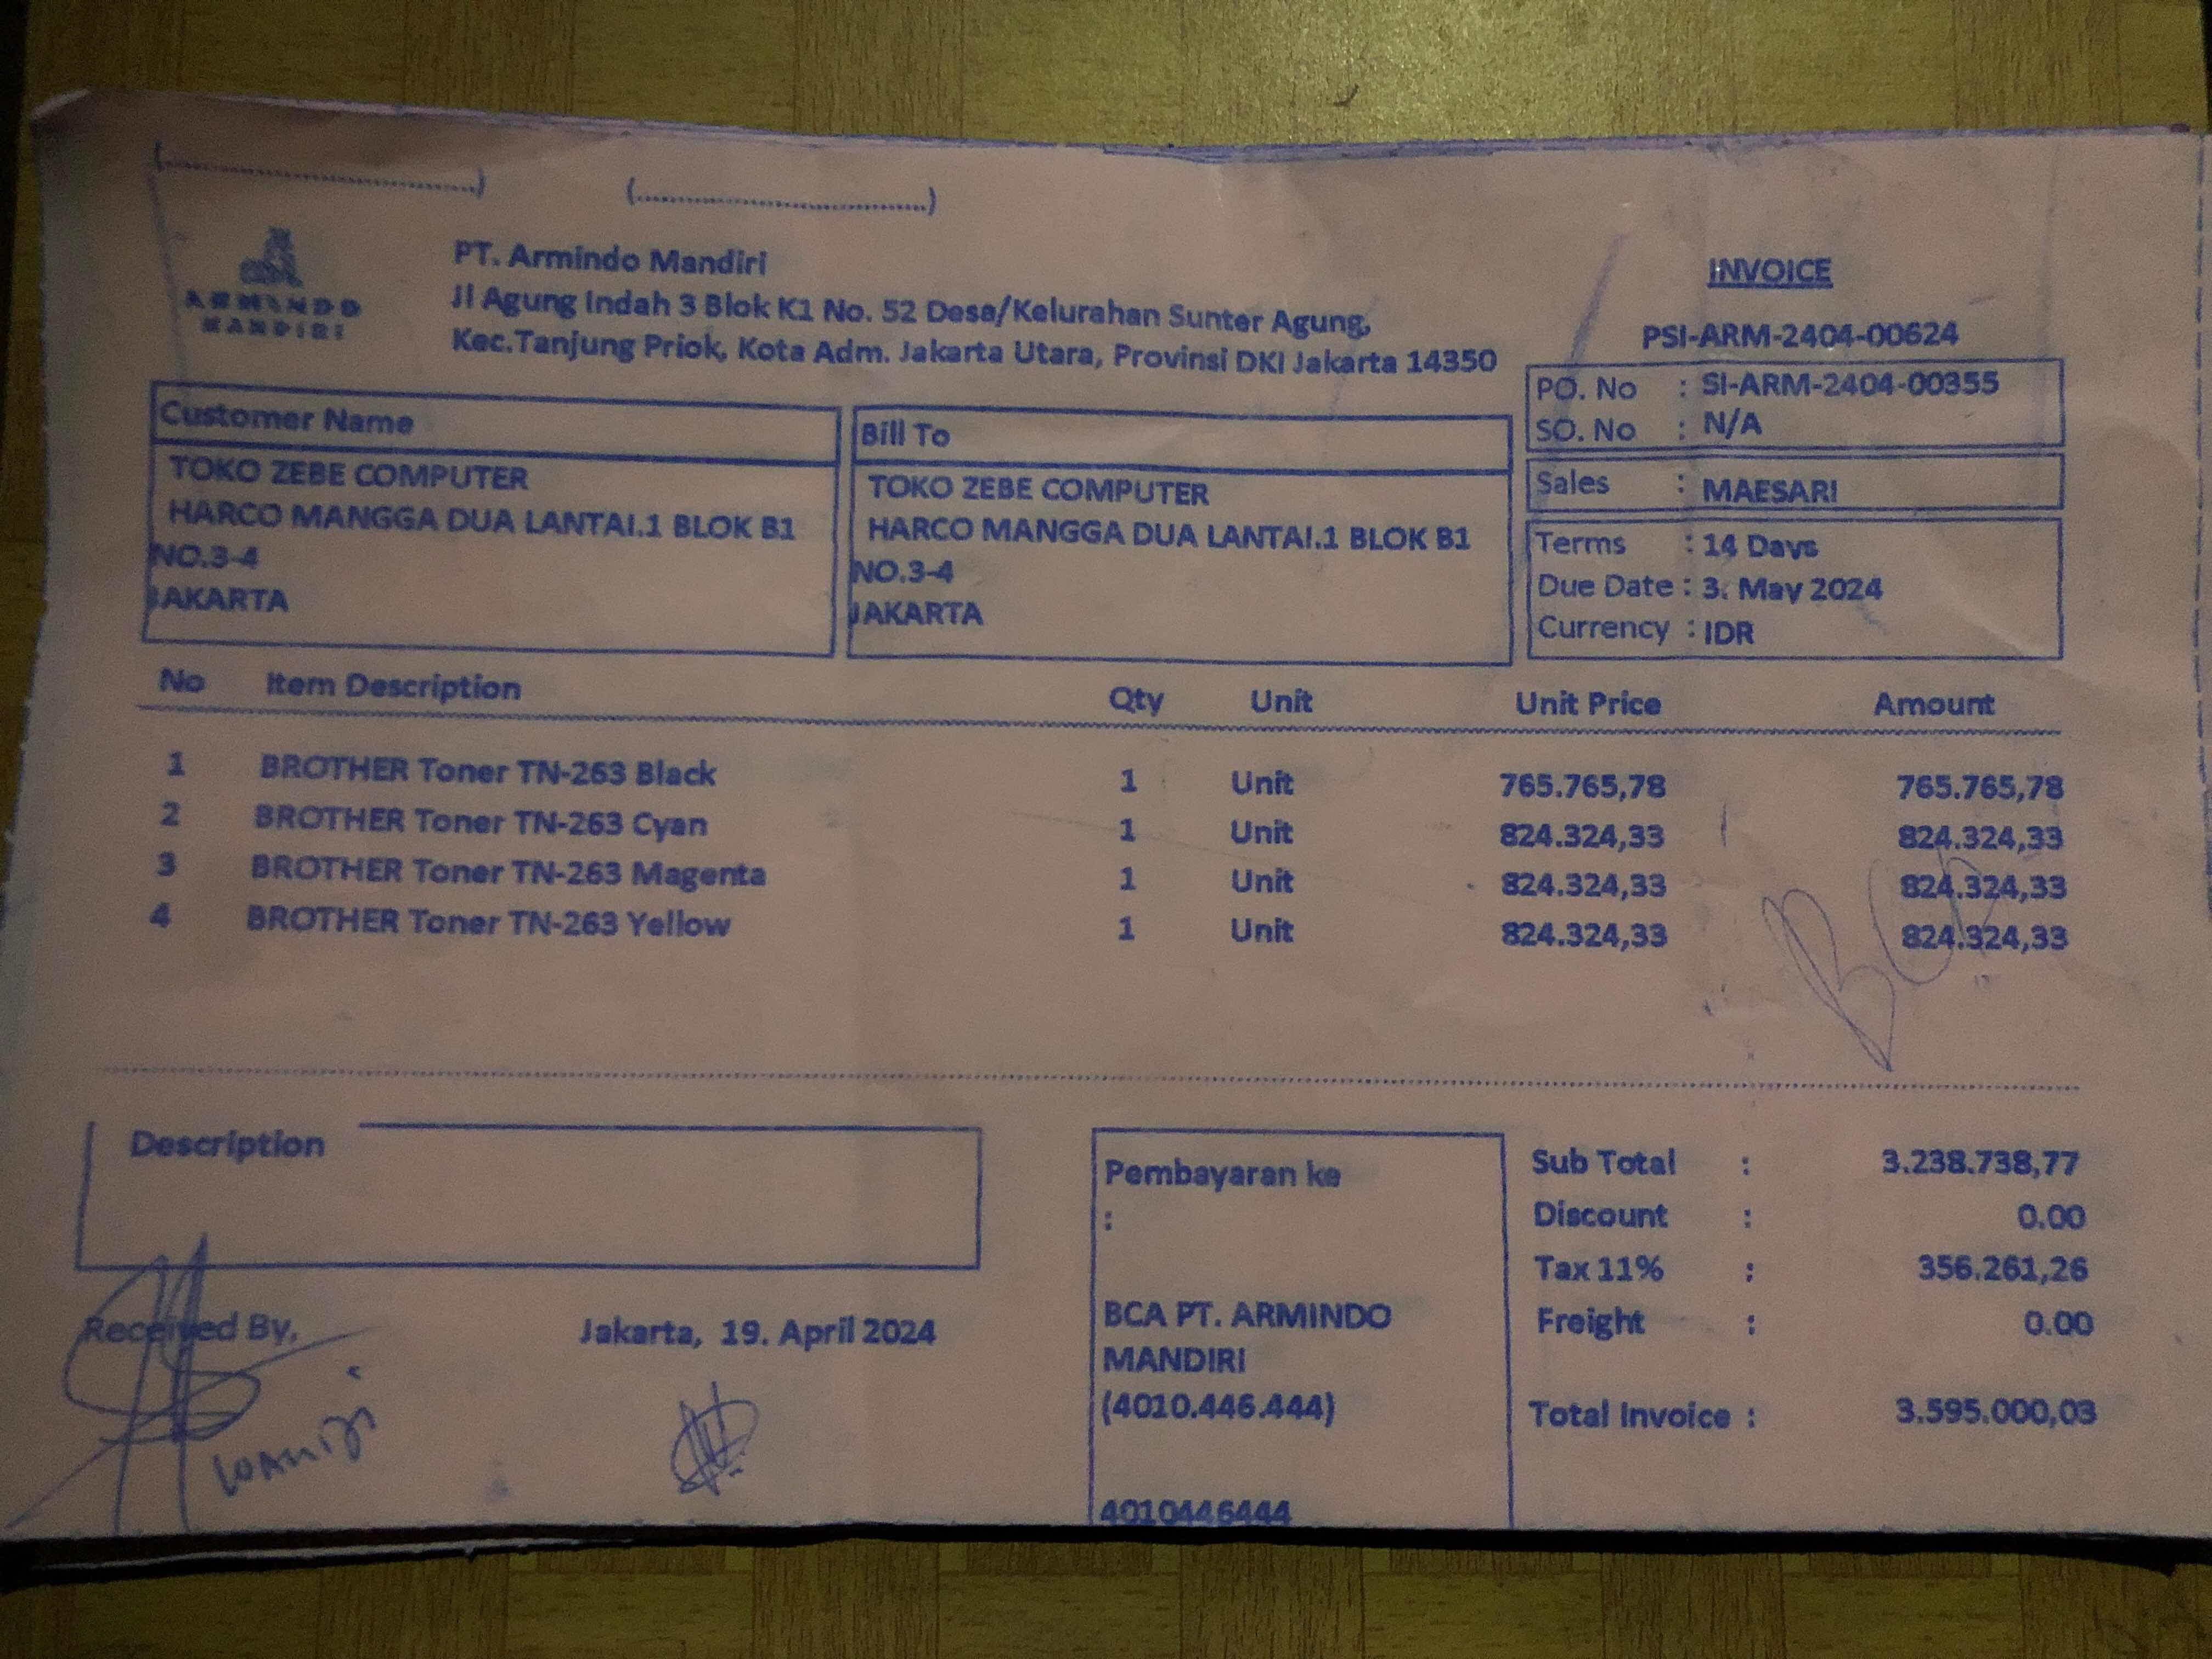 (..............................)
(..............................)
ARMINDO
MANDIRI
PT. Armindo Mandiri
Jl Agung Indah 3 Blok K1 No. 52 Desa/Kelurahan Sunter Agung,
Kec.Tanjung Priok, Kota Adm. Jakarta Utara, Provinsi DKI Jakarta 14350
INVOICE
PSI-ARM-2404-00624
PO. No : SI-ARM-2404-00355
SO. No : N/A
Sales : MAESARI
Terms : 14 Days
Due Date : 3. May 2024
Currency : IDR
Customer Name
TOKO ZEBE COMPUTER
HARCO MANGGA DUA LANTAI.1 BLOK B1
NO.3-4
JAKARTA
Bill To
TOKO ZEBE COMPUTER
HARCO MANGGA DUA LANTAI.1 BLOK B1
NO.3-4
JAKARTA
No Item Description Qty Unit Unit Price Amount
1 BROTHER Toner TN-263 Black 1 Unit 765.765,78 765.765,78
2 BROTHER Toner TN-263 Cyan 1 Unit 824.324,33 824.324,33
3 BROTHER Toner TN-263 Magenta 1 Unit 824.324,33 824.324,33
4 BROTHER Toner TN-263 Yellow 1 Unit 824.324,33 824.324,33
Description
Received By,
Jakarta, 19. April 2024
Pembayaran ke
:
BCA PT. ARMINDO
MANDIRI
(4010.446.444)
4010446444
Sub Total : 3.238.738,77
Discount : 0.00
Tax 11% : 356.261,26
Freight : 0.00
Total Invoice : 3.595.000,03